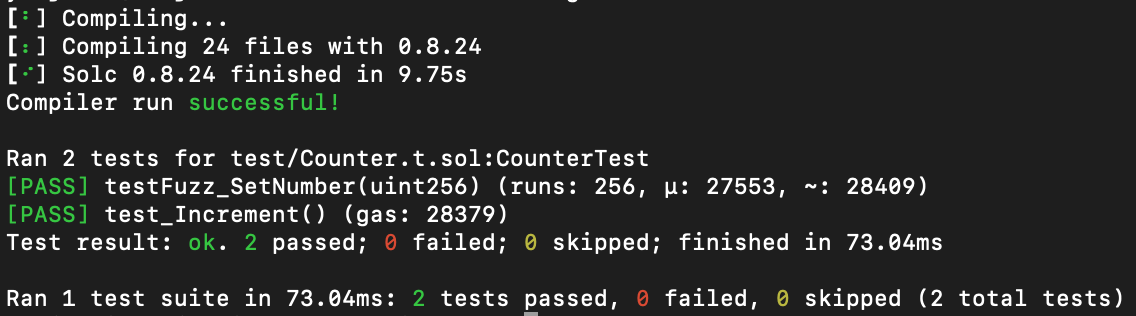 [⠃] Compiling...
[⠆] Compiling 24 files with 0.8.24
[⠊] Solc 0.8.24 finished in 9.75s
Compiler run successful!
Ran 2 tests for test/Counter.t.sol:CounterTest
[PASS] testFuzz_SetNumber(uint256) (runs: 256, μ: 27553, ~: 28409)
[PASS] test_Increment() (gas: 28379)
Test result: ok. 2 passed; 0 failed; 0 skipped; finished in 73.04ms
Ran 1 test suite in 73.04ms: 2 tests passed, 0 failed, 0 skipped (2 total tests)